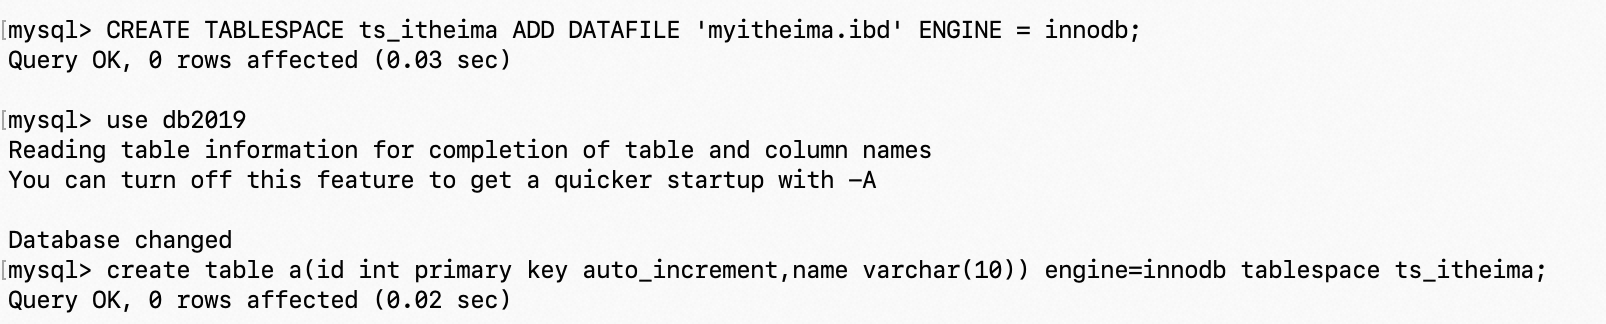 [mysql> CREATE TABLESPACE ts_itheima ADD DATAFILE 'myitheima.ibd' ENGINE = innodb;
Query OK, 0 rows affected (0.03 sec)
[mysql> use db2019
Reading table information for completion of table and column names
You can turn off this feature to get a quicker startup with -A
Database changed
[mysql> create table a(id int primary key auto_increment,name varchar(10)) engine=innodb tablespace ts_itheima;
Query OK, 0 rows affected (0.02 sec)